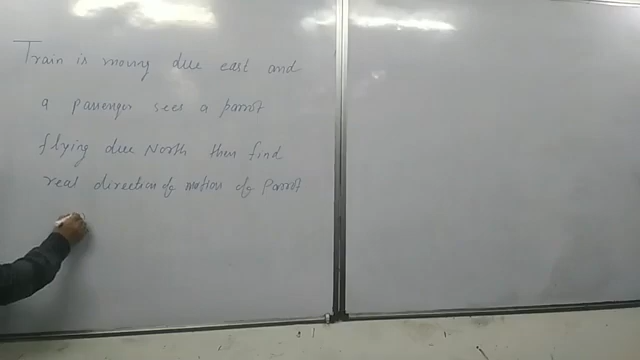 Train is moving due east and
a passenger sees a parrot
flying due North then find
real direction of motion of Parrot